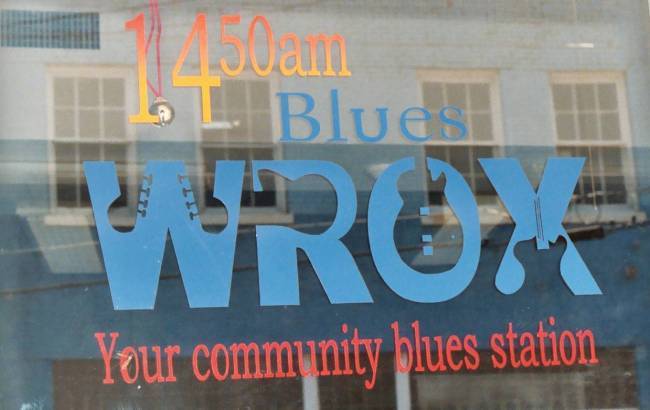 1450am
Blues
WROX
Your community blues station